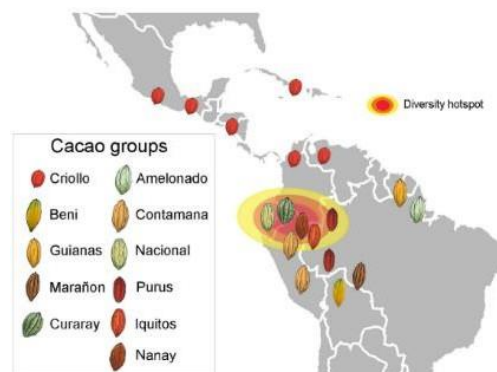 Diversity hotspot
Cacao groups
Criollo
Amelonado
Beni
Contamana
Guianas
Nacional
Marañon
Purus
Curaray
Iquitos
Nanay